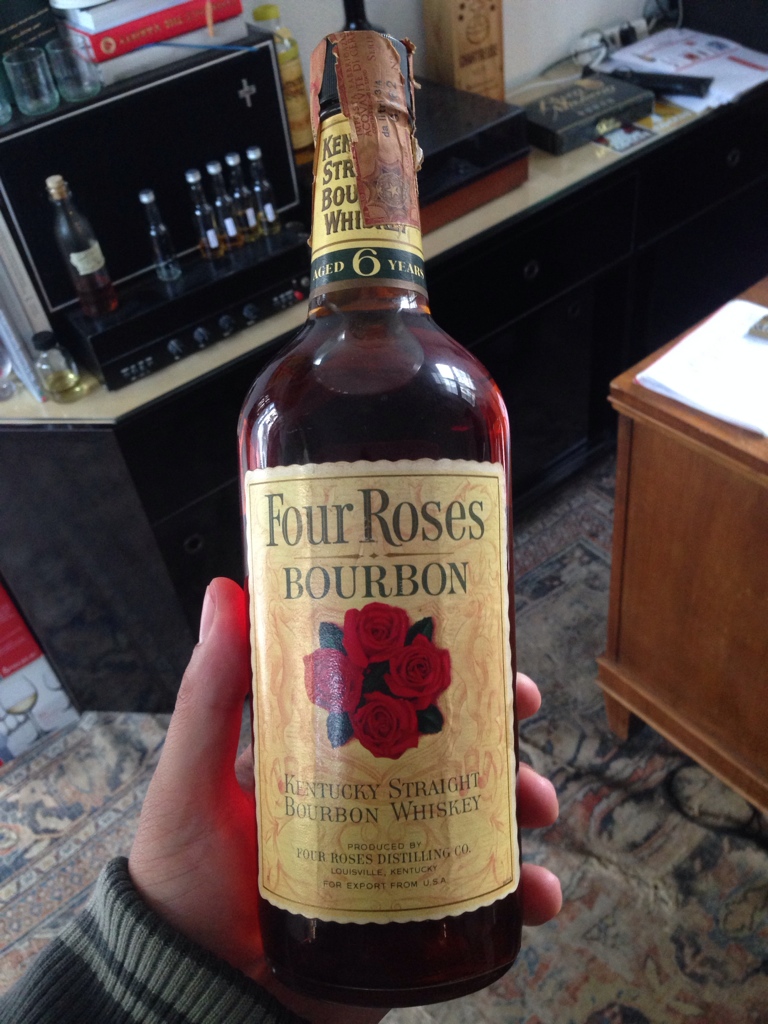 KEN
STR
BOU
WHISKEY
AGED 6 YEARS
Four Roses
BOURBON
KENTUCKY STRAIGHT
BOURBON WHISKEY
PRODUCED BY
FOUR ROSES DISTILLING CO.
LOUISVILLE, KENTUCKY
FOR EXPORT FROM U.S.A.